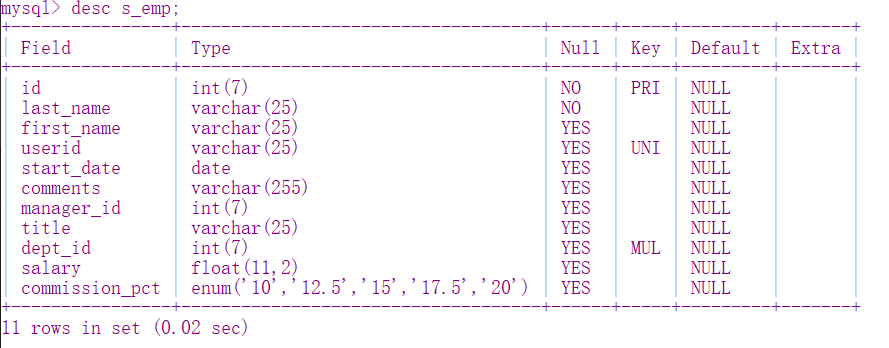 mysql> desc s_emp;
+----------------+------------------------------------+------+-----+---------+-------+
| Field          | Type                               | Null | Key | Default | Extra |
+----------------+------------------------------------+------+-----+---------+-------+
| id             | int(7)                             | NO   | PRI | NULL    |       |
| last_name      | varchar(25)                        | NO   |     | NULL    |       |
| first_name     | varchar(25)                        | YES  |     | NULL    |       |
| userid         | varchar(25)                        | YES  | UNI | NULL    |       |
| start_date     | date                               | YES  |     | NULL    |       |
| comments       | varchar(255)                       | YES  |     | NULL    |       |
| manager_id     | int(7)                             | YES  |     | NULL    |       |
| title          | varchar(25)                        | YES  |     | NULL    |       |
| dept_id        | int(7)                             | YES  | MUL | NULL    |       |
| salary         | float(11,2)                        | YES  |     | NULL    |       |
| commission_pct | enum('10','12.5','15','17.5','20') | YES  |     | NULL    |       |
+----------------+------------------------------------+------+-----+---------+-------+
11 rows in set (0.02 sec)